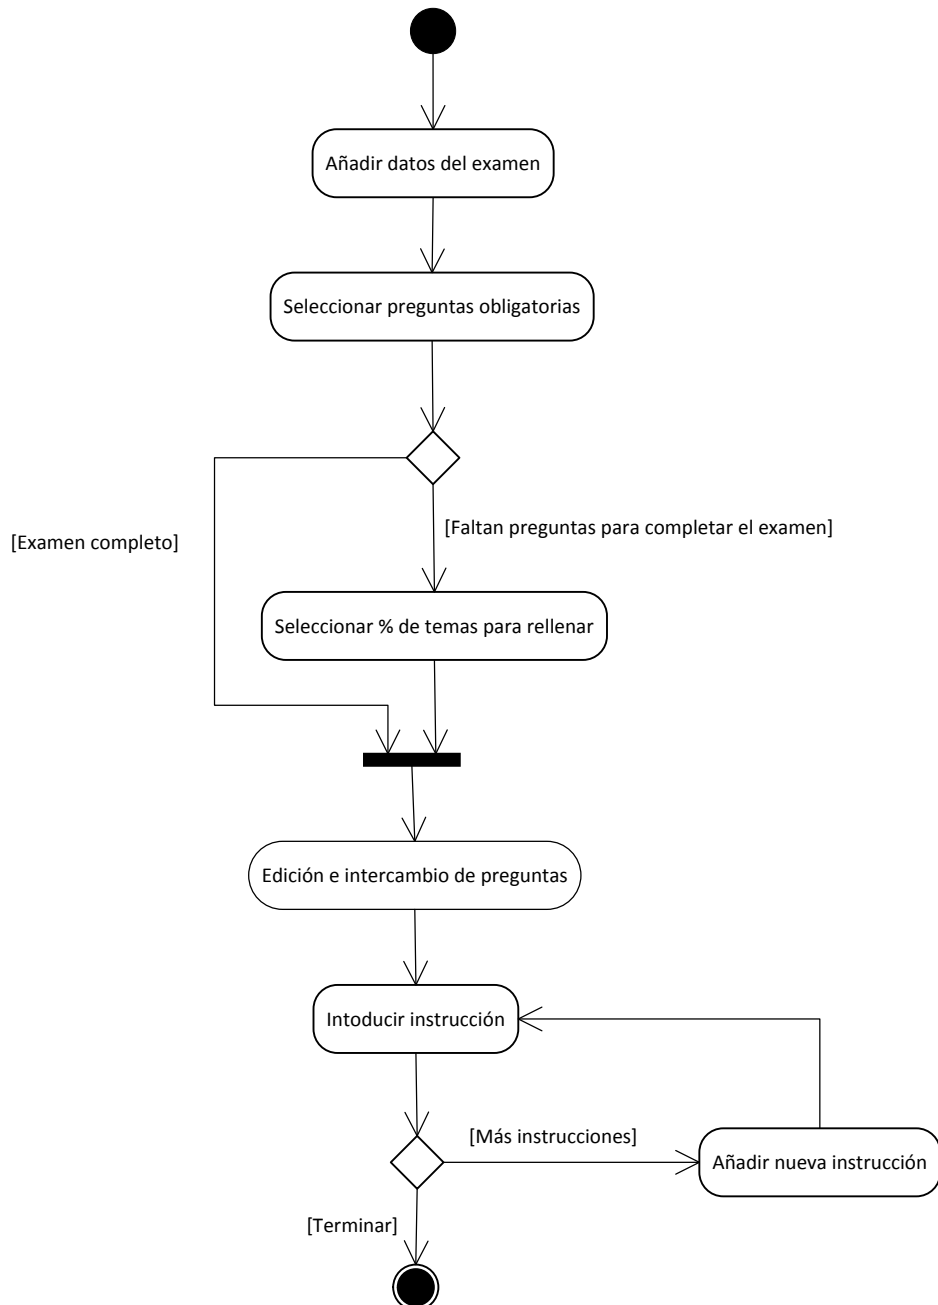 Añadir datos del examen
Seleccionar preguntas obligatorias
[Faltan preguntas para completar el examen]
[Examen completo]
Seleccionar % de temas para rellenar
Edición e intercambio de preguntas
Intoducir instrucción
[Más instrucciones]
Añadir nueva instrucción
[Terminar]